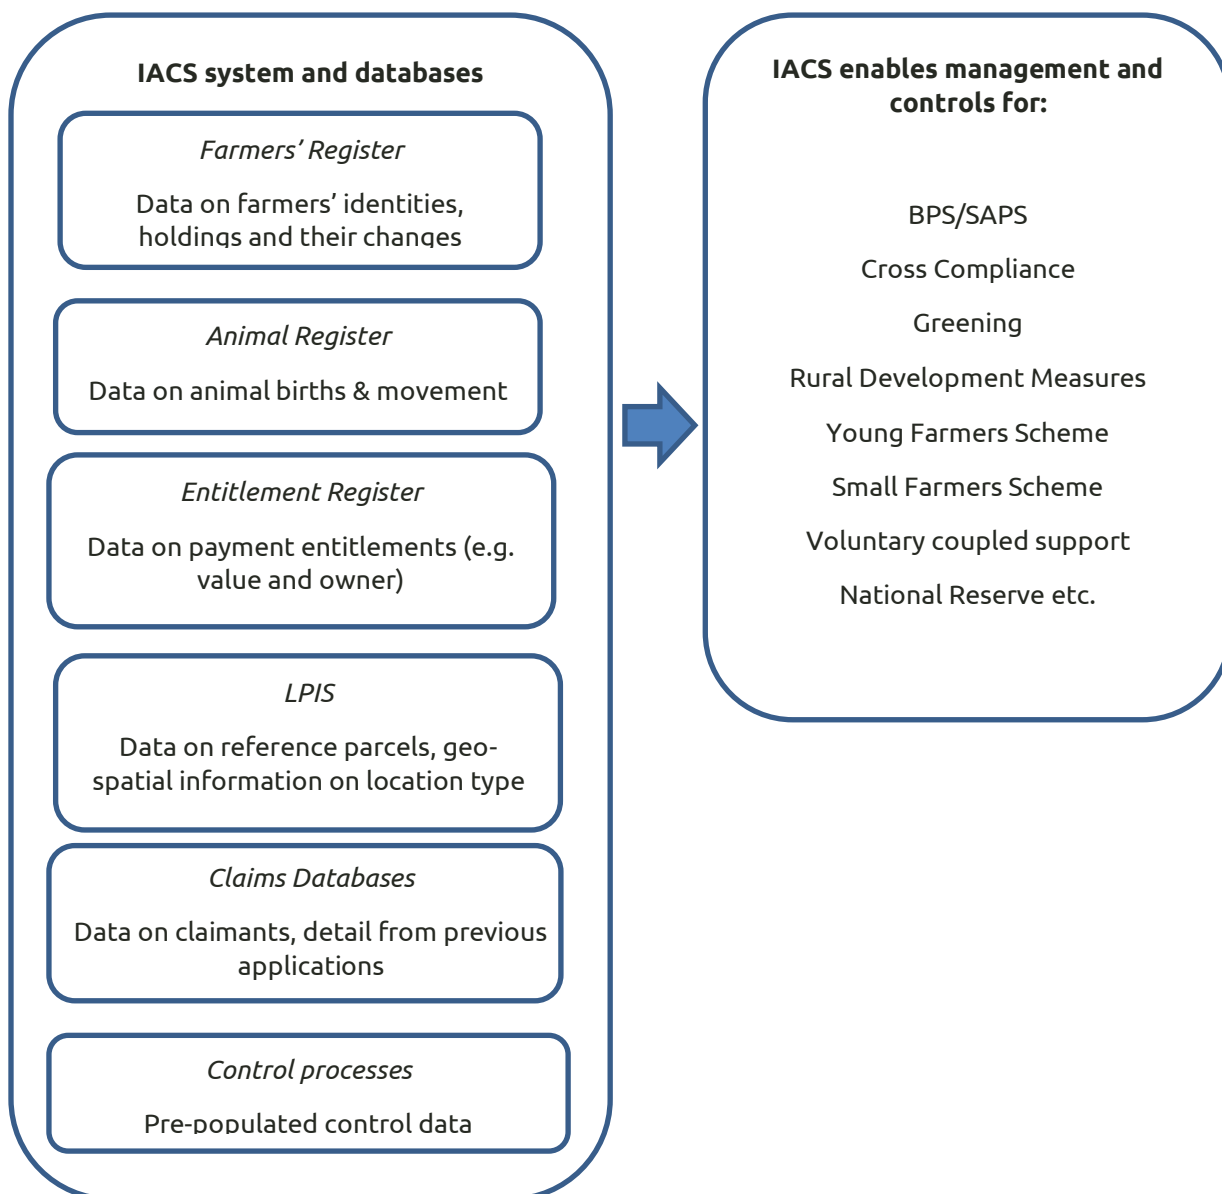 IACS system and databases
Farmers’ Register
Data on farmers’ identities,
holdings and their changes
Animal Register
Data on animal births & movement
Entitlement Register
Data on payment entitlements (e.g.
value and owner)
LPIS
Data on reference parcels, geo-
spatial information on location type
Claims Databases
Data on claimants, detail from previous
applications
Control processes
Pre-populated control data
IACS enables management and
controls for:
BPS/SAPS
Cross Compliance
Greening
Rural Development Measures
Young Farmers Scheme
Small Farmers Scheme
Voluntary coupled support
National Reserve etc.